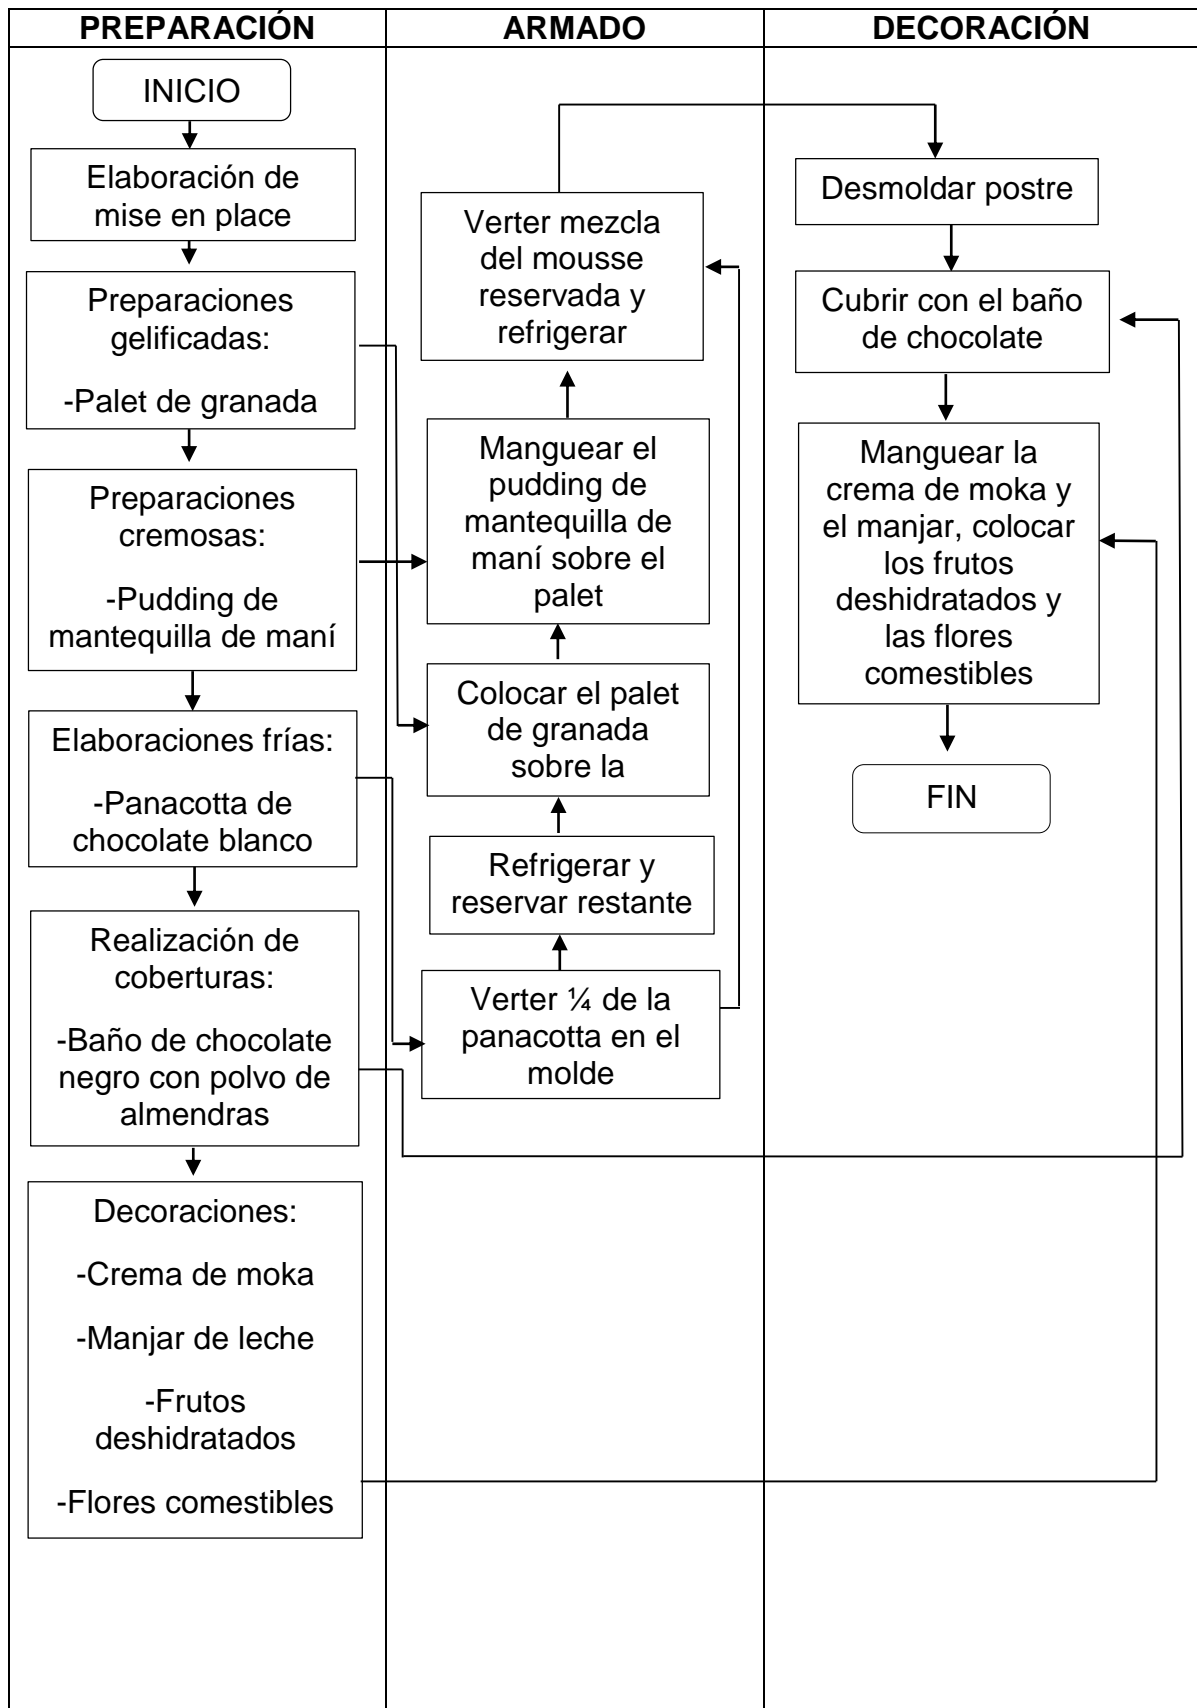 PREPARACIÓN
ARMADO
DECORACIÓN
INICIO
Elaboración de
mise en place
Preparaciones
gelificadas:
-Palet de granada
Preparaciones
cremosas:
-Pudding de
mantequilla de maní
Elaboraciones frías:
-Panacotta de
chocolate blanco
Realización de
coberturas:
-Baño de chocolate
negro con polvo de
almendras
Decoraciones:
-Crema de moka
-Manjar de leche
-Frutos
deshidratados
-Flores comestibles
Verter mezcla
del mousse
reservada y
refrigerar
Manguear el
pudding de
mantequilla de
maní sobre el
palet
Colocar el palet
de granada
sobre la
Refrigerar y
reservar restante
Verter ¼ de la
panacotta en el
molde
Desmoldar postre
Cubrir con el baño
de chocolate
Manguear la
crema de moka y
el manjar, colocar
los frutos
deshidratados y
las flores
comestibles
FIN